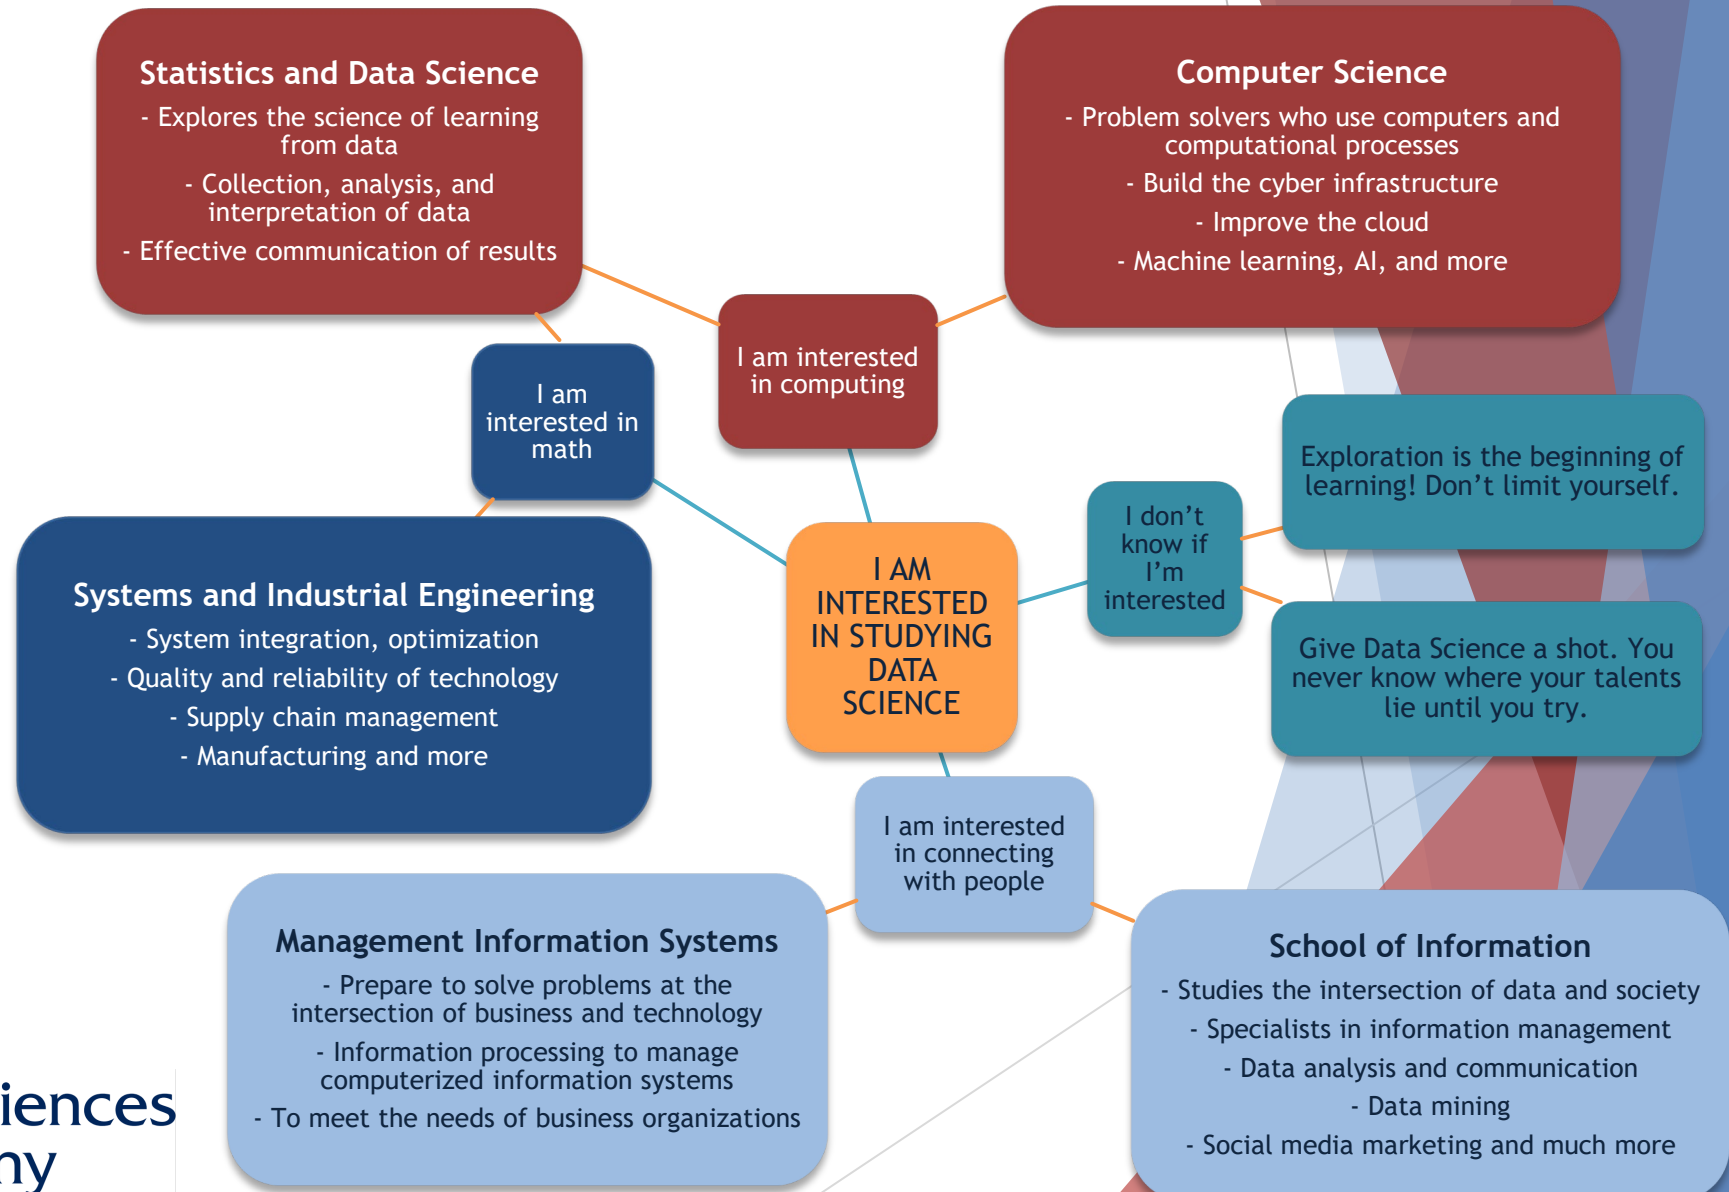 Statistics and Data Science
- Explores the science of learning
from data
- Collection, analysis, and
interpretation of data
- Effective communication of results
Computer Science
- Problem solvers who use computers and
computational processes
- Build the cyber infrastructure
- Improve the cloud
- Machine learning, AI, and more
I am interested
in computing
I am
interested in
math
Exploration is the beginning of
learning! Don’t limit yourself.
I don’t
know if
I’m
interested
I AM
INTERESTED
IN STUDYING
DATA
SCIENCE
Systems and Industrial Engineering
- System integration, optimization
- Quality and reliability of technology
- Supply chain management
- Manufacturing and more
Give Data Science a shot. You
never know where your talents
lie until you try.
I am interested
in connecting
with people
Management Information Systems
- Prepare to solve problems at the
intersection of business and technology
- Information processing to manage
computerized information systems
- To meet the needs of business organizations
School of Information
- Studies the intersection of data and society
- Specialists in information management
- Data analysis and communication
- Data mining
- Social media marketing and much more
iences